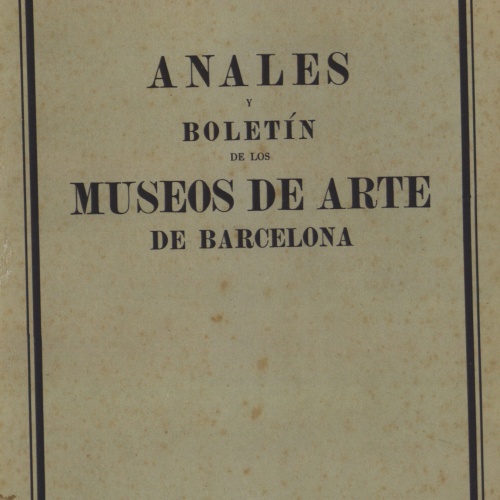 ANALES
Y
BOLETÍN
DE LOS
MUSEOS DE ARTE
DE BARCELONA